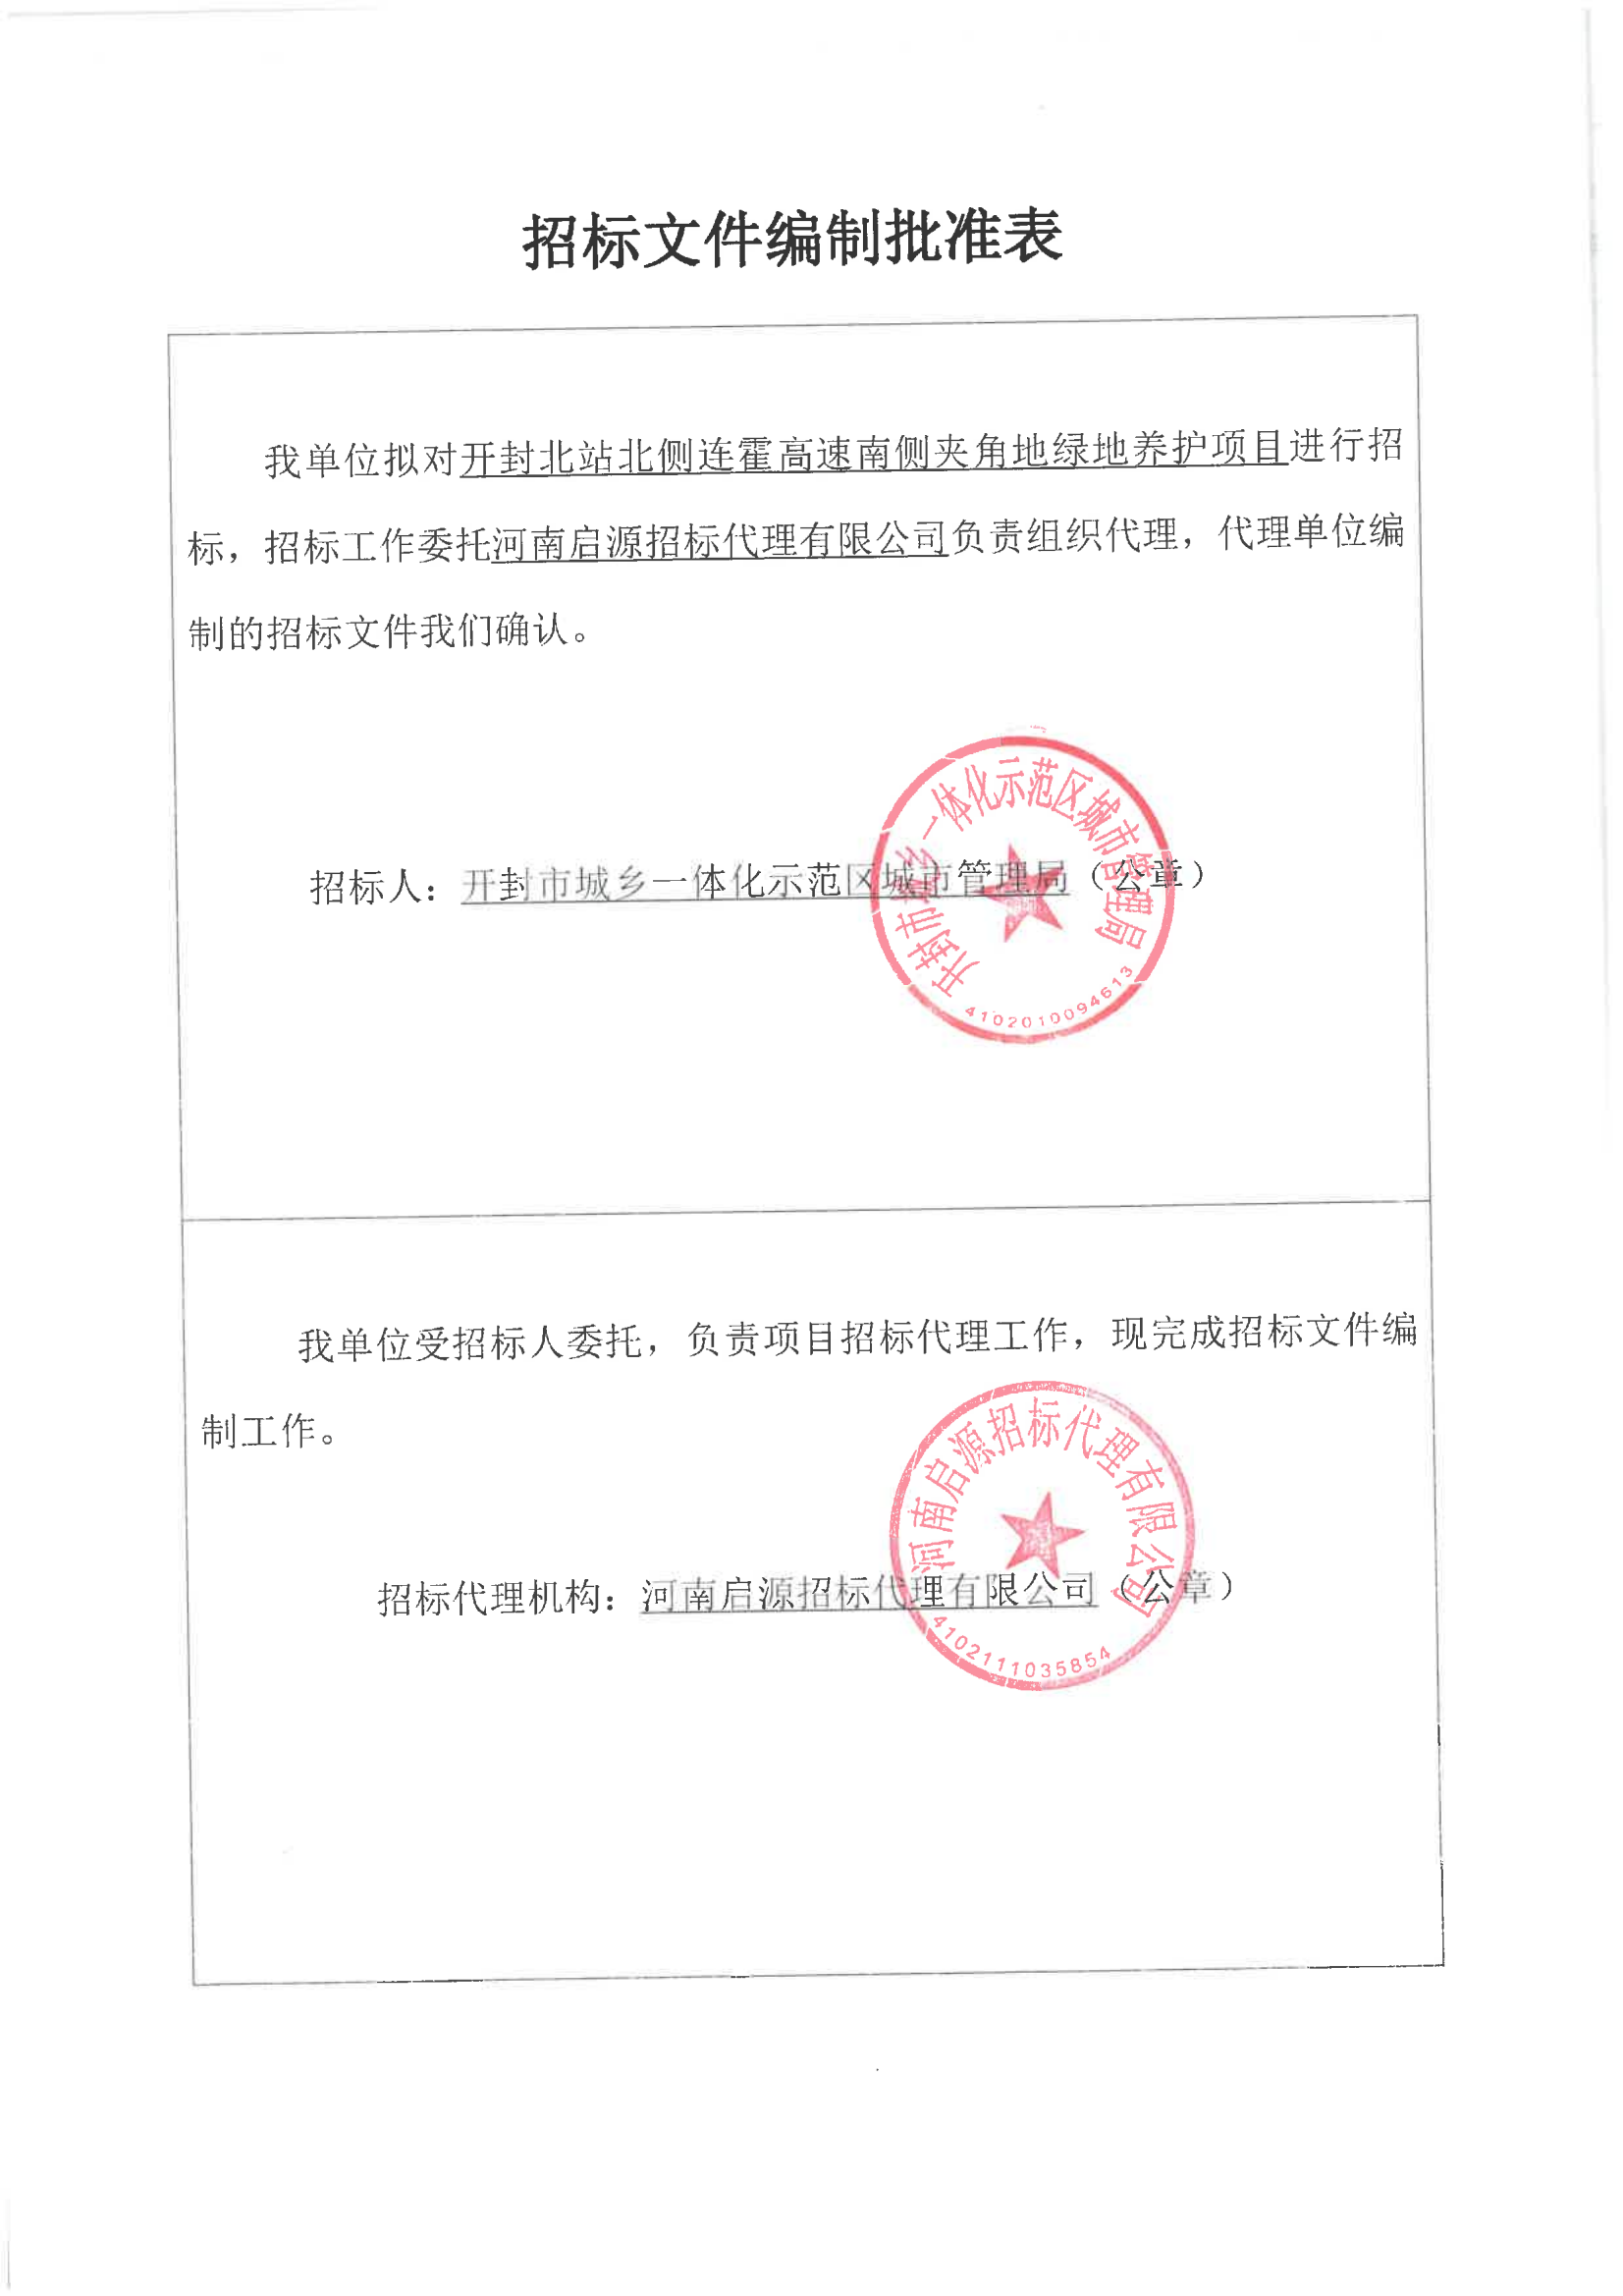 招标文件编制批准表
我单位拟对开封北站北侧连霍高速南侧夹角地绿地养护项目进行招
标，招标工作委托河南启源招标代理有限公司负责组织代理，代理单位编
制的招标文件我们确认。
招标人：开封市城乡一体化示范区城市管理局（公章）
开封市城乡一体化示范区城市管理局
4102010094613
我单位受招标人委托，负责项目招标代理工作，现完成招标文件编
制工作。
招标代理机构：河南启源招标代理有限公司（公章）
河南启源招标代理有限公司
4102111035854